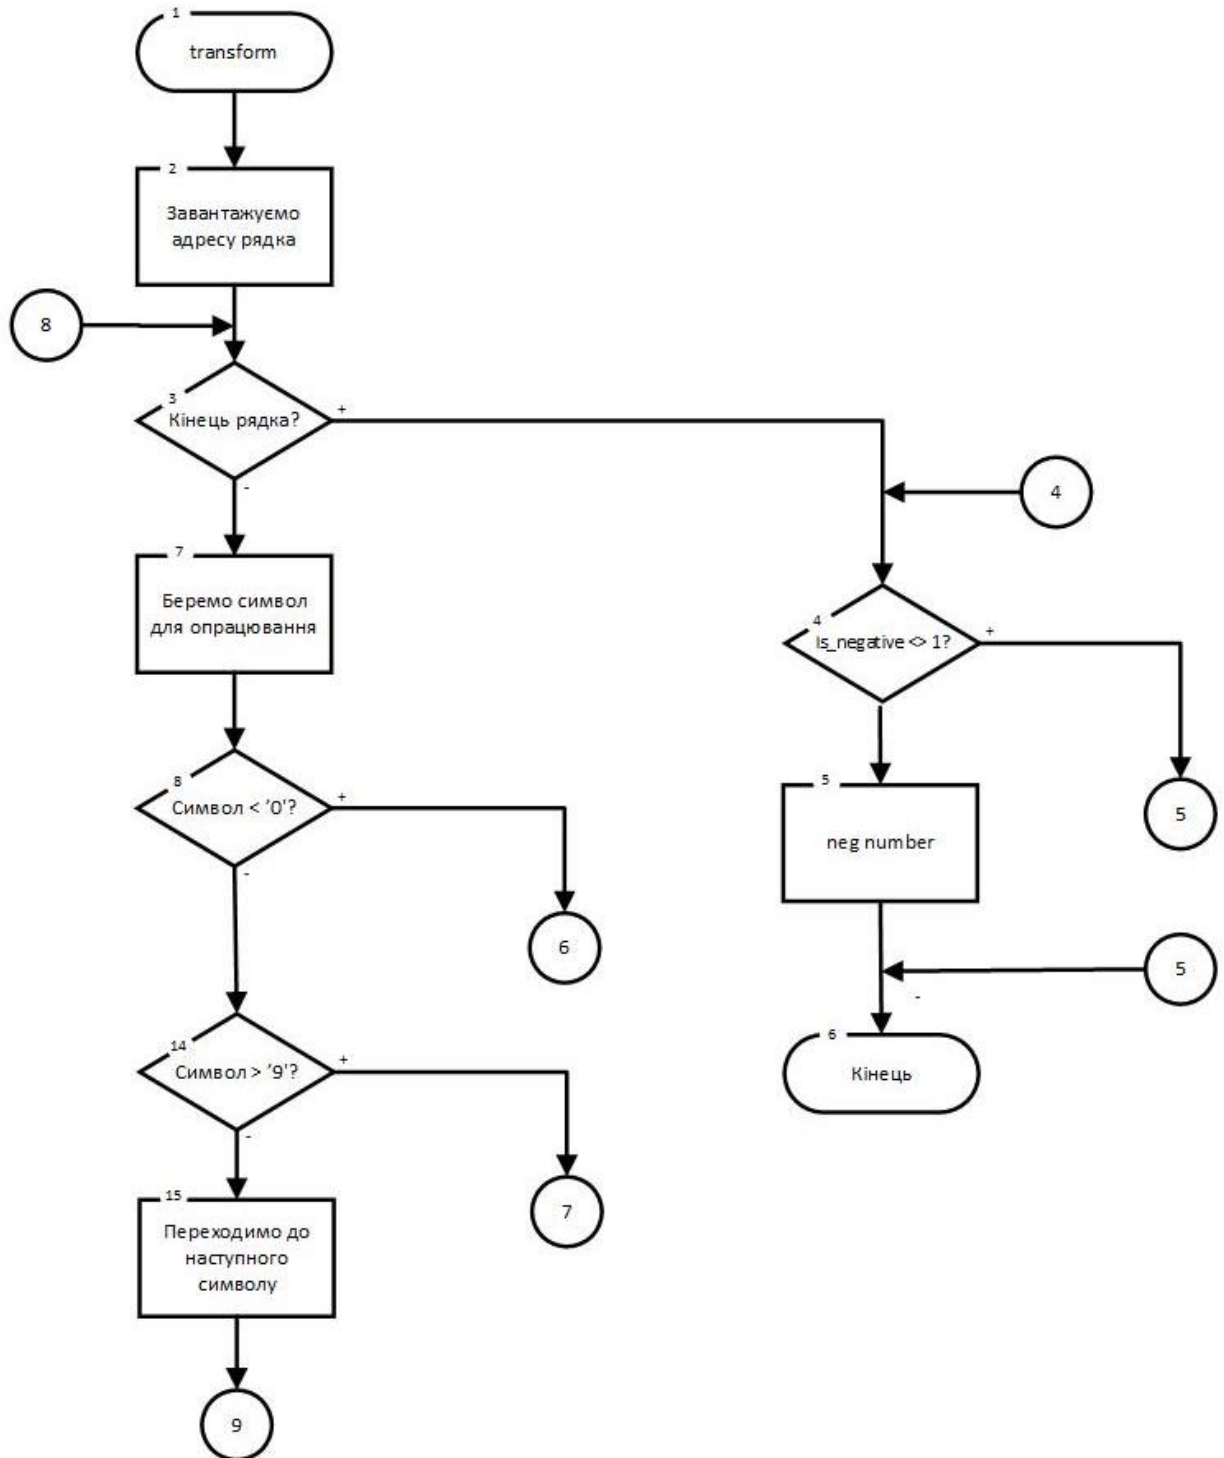 1
transform
2
Завантажуємо
адресу рядка
8
3
Кінець рядка?
+
-
4
7
Беремо символ
для опрацювання
4
Is_negative <> 1?
+
8
Символ < '0'?
+
-
5
neg number
5
6
5
-
14
Символ > '9'?
+
-
6
Кінець
15
Переходимо до
наступного
символу
7
9